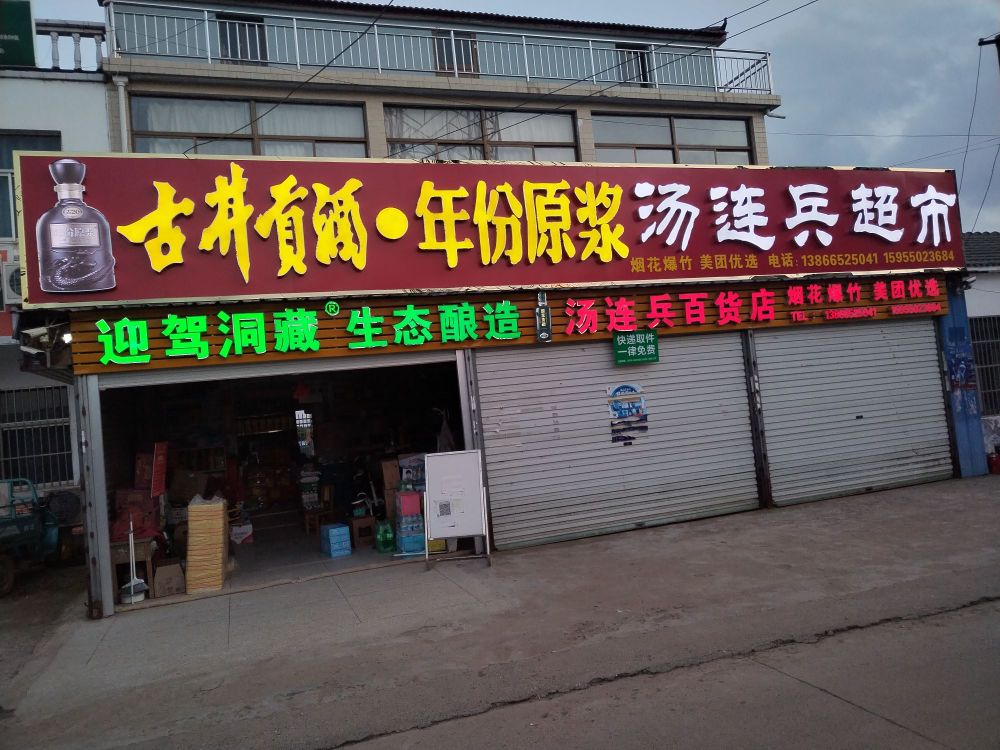 古井贡酒·年份原浆 汤连兵超市
烟花爆竹 美团优选 电话:13866525041 15955023684
迎驾洞藏® 生态酿造 汤连兵百货店 烟花爆竹 美团优选
TEL: 13866525041
快递取件
一律免费